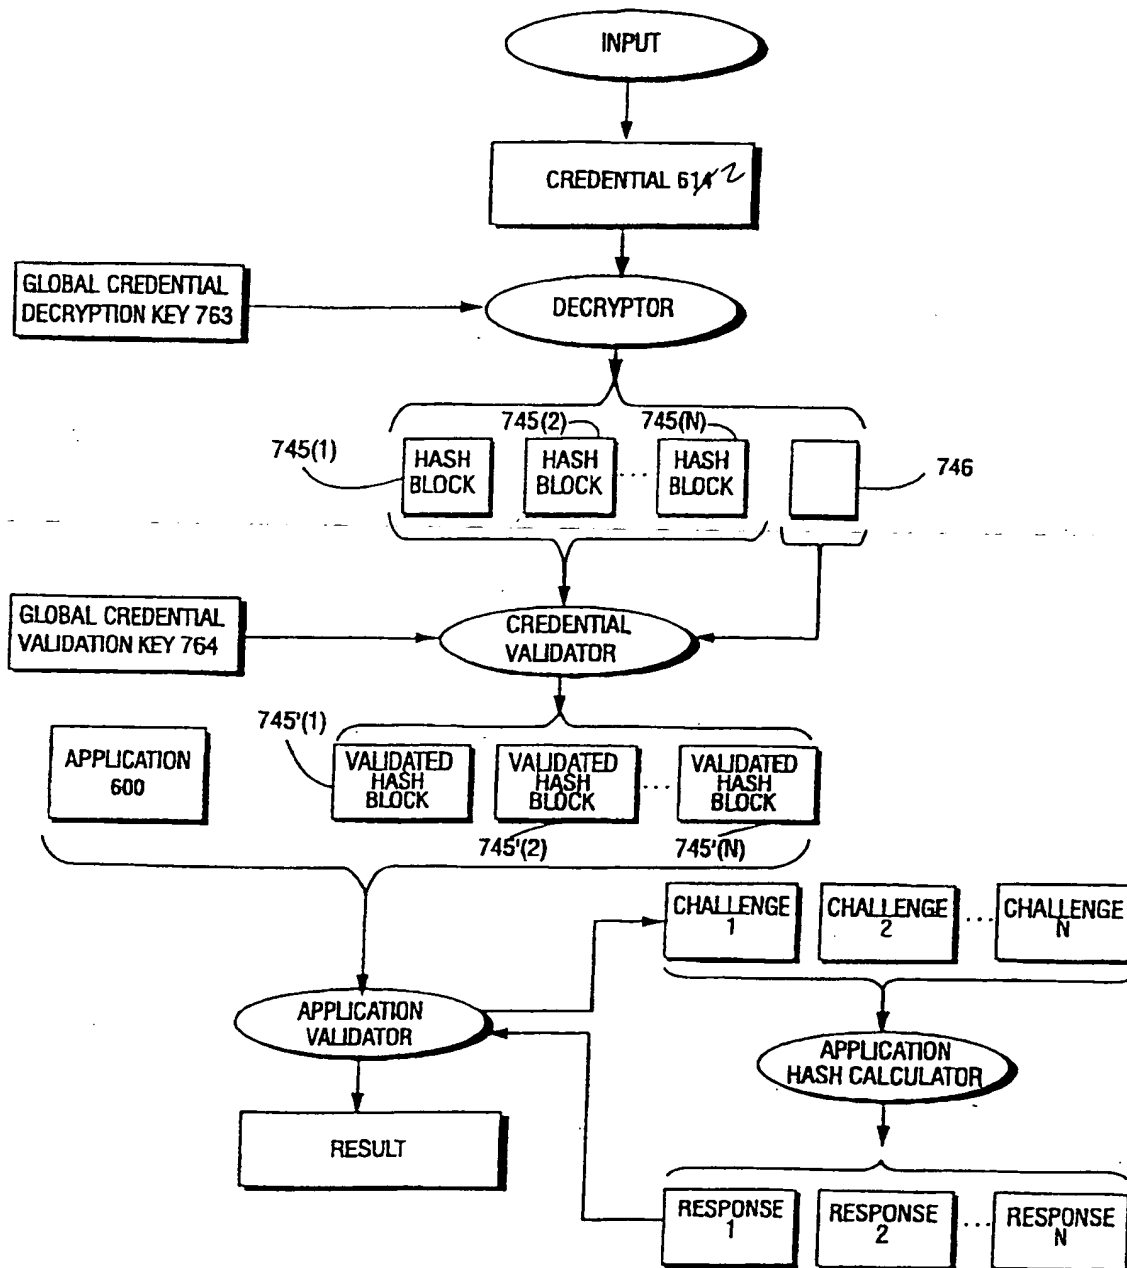 INPUT
CREDENTIAL 614 2
GLOBAL CREDENTIAL
DECRYPTION KEY 763
DECRYPTOR
745(1)
745(2)
745(N)
HASH
BLOCK
HASH
BLOCK
...
HASH
BLOCK
746
GLOBAL CREDENTIAL
VALIDATION KEY 764
CREDENTIAL
VALIDATOR
745'(1)
APPLICATION
600
VALIDATED
HASH
BLOCK
VALIDATED
HASH
BLOCK
...
VALIDATED
HASH
BLOCK
745'(2)
745'(N)
CHALLENGE
1
CHALLENGE
2
...
CHALLENGE
N
APPLICATION
VALIDATOR
APPLICATION
HASH CALCULATOR
RESULT
RESPONSE
1
RESPONSE
2
...
RESPONSE
N